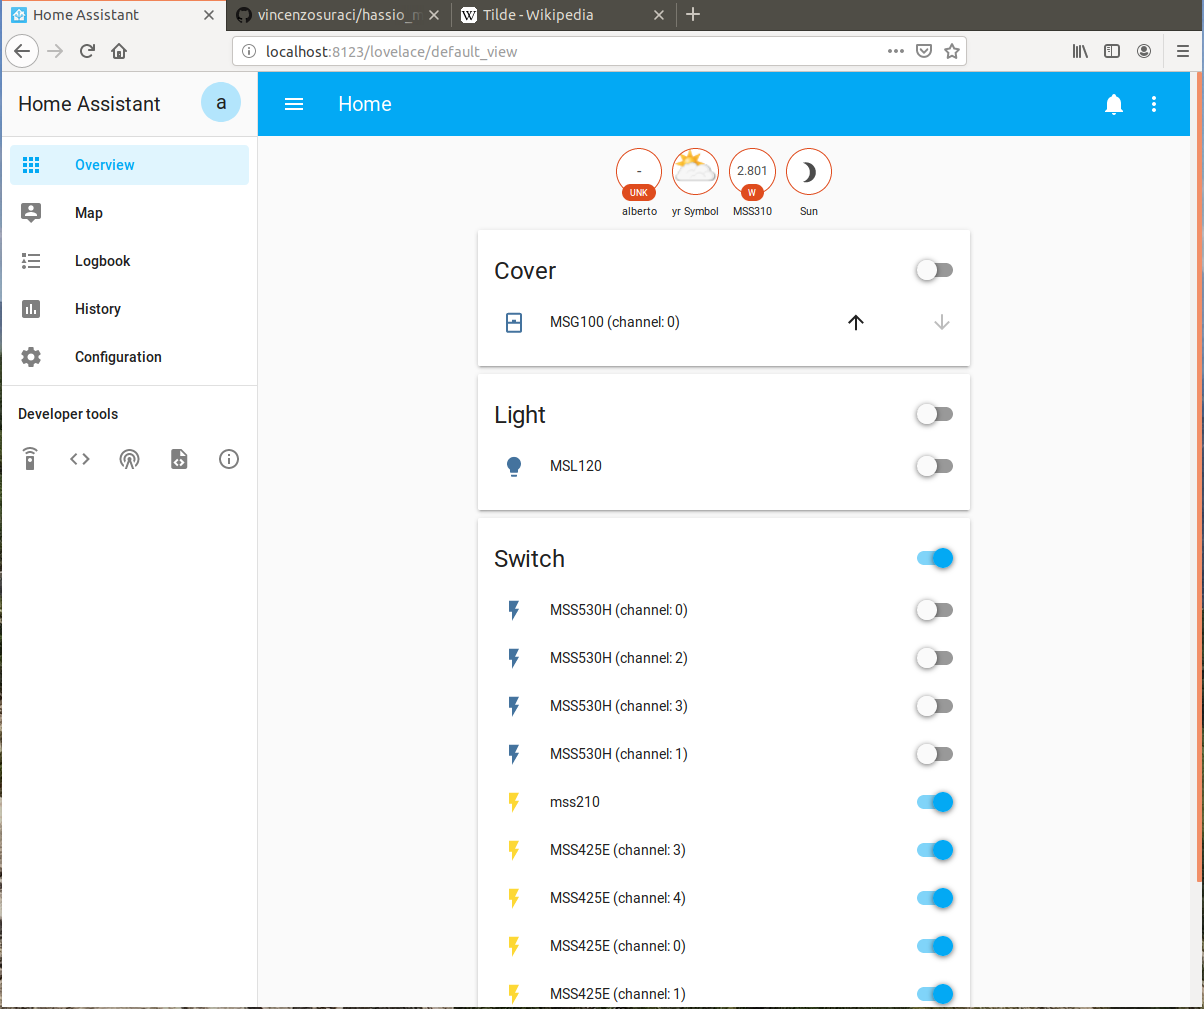 Home Assistant
vincenzosuraci/hassio_m
Tilde - Wikipedia
localhost:8123/lovelace/default_view
Home Assistant
a
Home
Overview
Map
Logbook
History
Configuration
Developer tools
-
UNK
alberto
yr Symbol
2.801
W
MSS310
Sun
Cover
MSG100 (channel: 0)
Light
MSL120
Switch
MSS530H (channel: 0)
MSS530H (channel: 2)
MSS530H (channel: 3)
MSS530H (channel: 1)
mss210
MSS425E (channel: 3)
MSS425E (channel: 4)
MSS425E (channel: 0)
MSS425E (channel: 1)